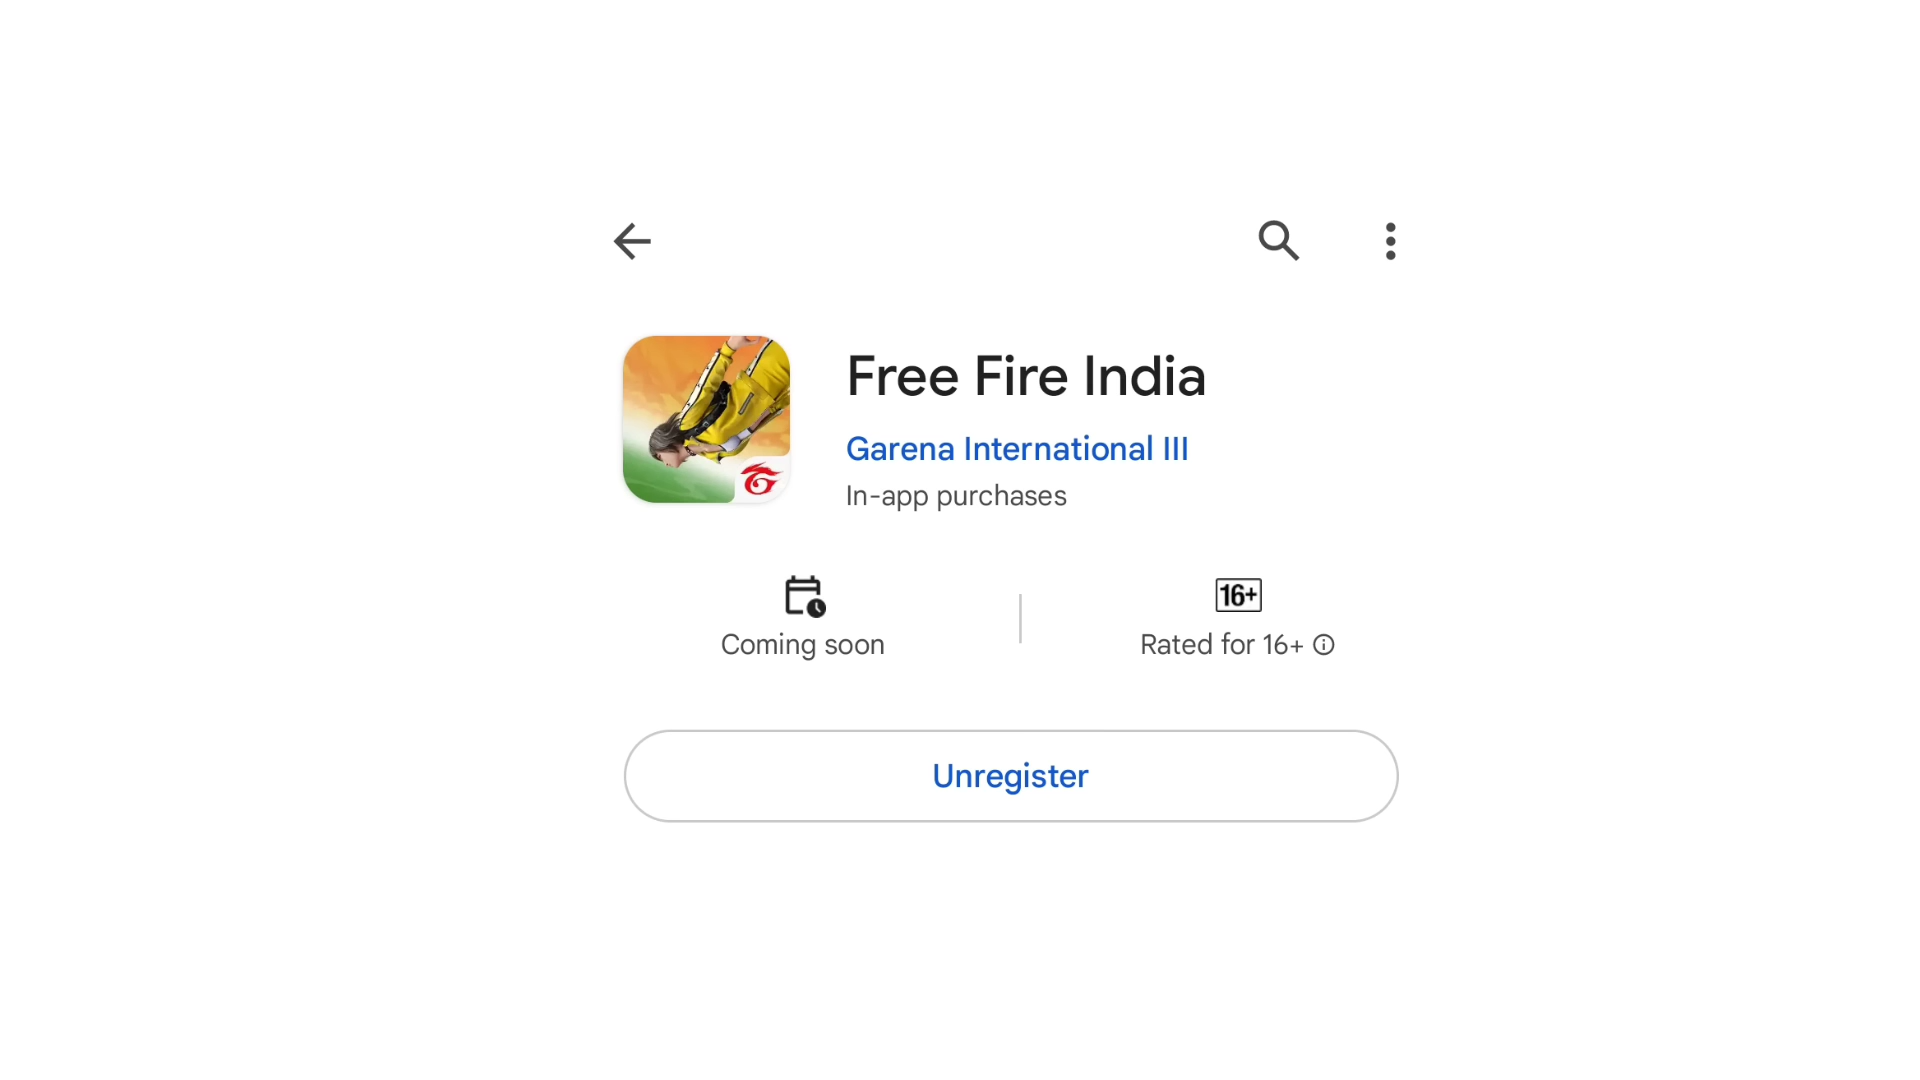 Free Fire India
Garena International III
In-app purchases
16+
Coming soon
Rated for 16+
Unregister